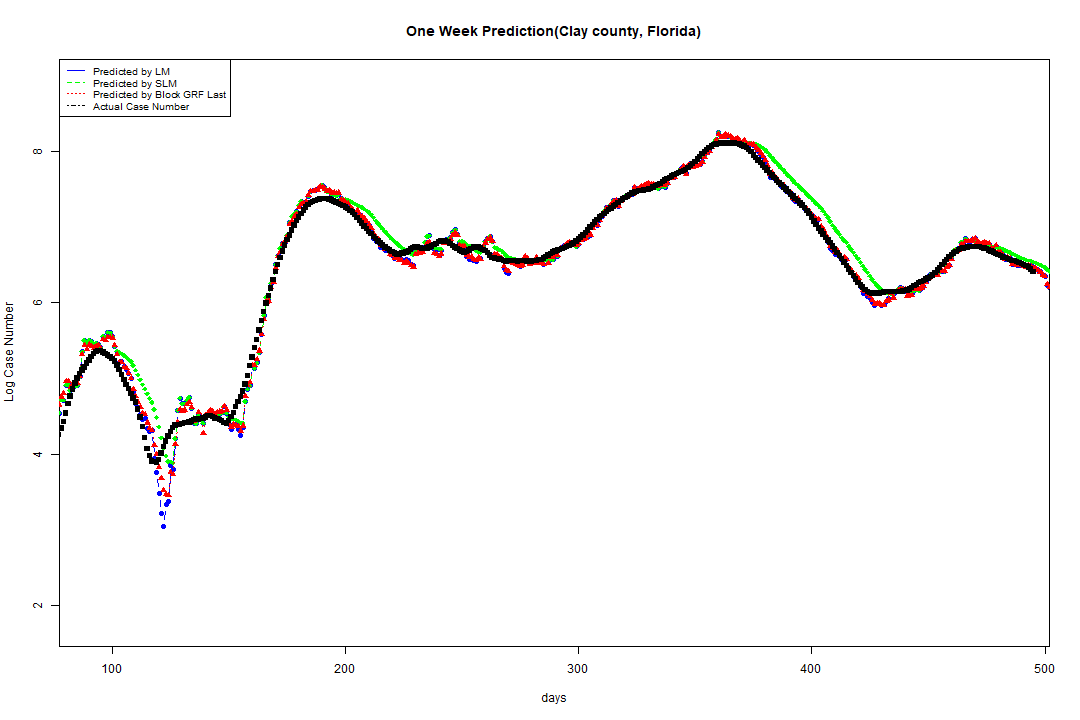 One Week Prediction(Clay county, Florida)
Predicted by LM
Predicted by SLM
Predicted by Block GRF Last
Actual Case Number
8
6
4
2
Log Case Number
100 200 300 400 500
days